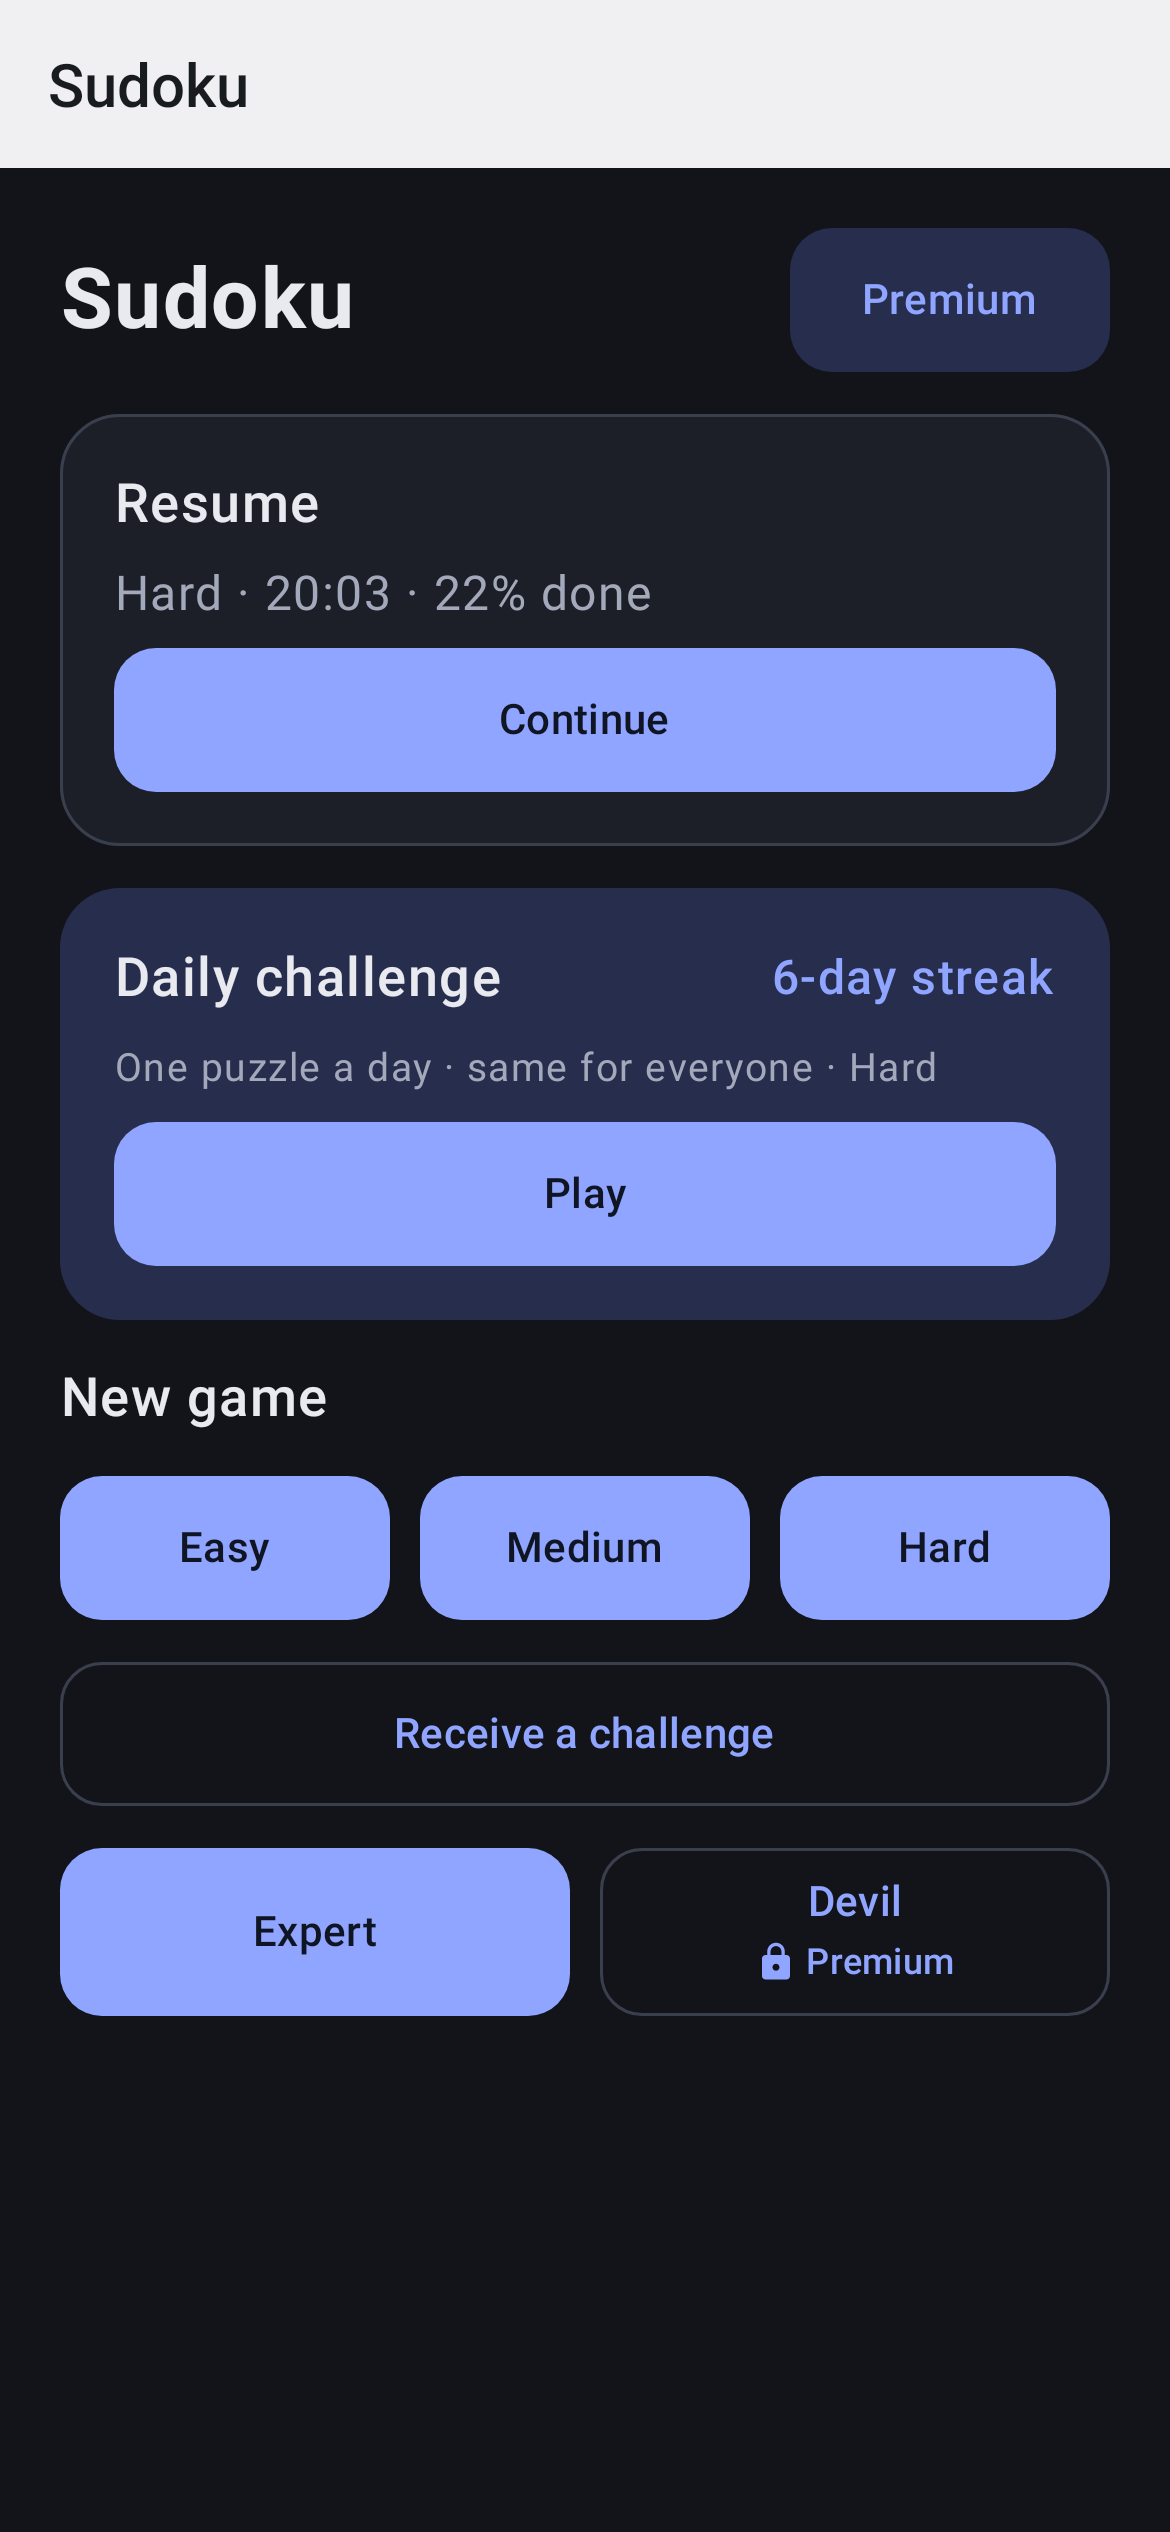 Sudoku
Sudoku
Premium
Resume
Hard · 20:03 · 22% done
Continue
Daily challenge
6-day streak
One puzzle a day · same for everyone · Hard
Play
New game
Easy
Medium
Hard
Receive a challenge
Expert
Devil
Premium